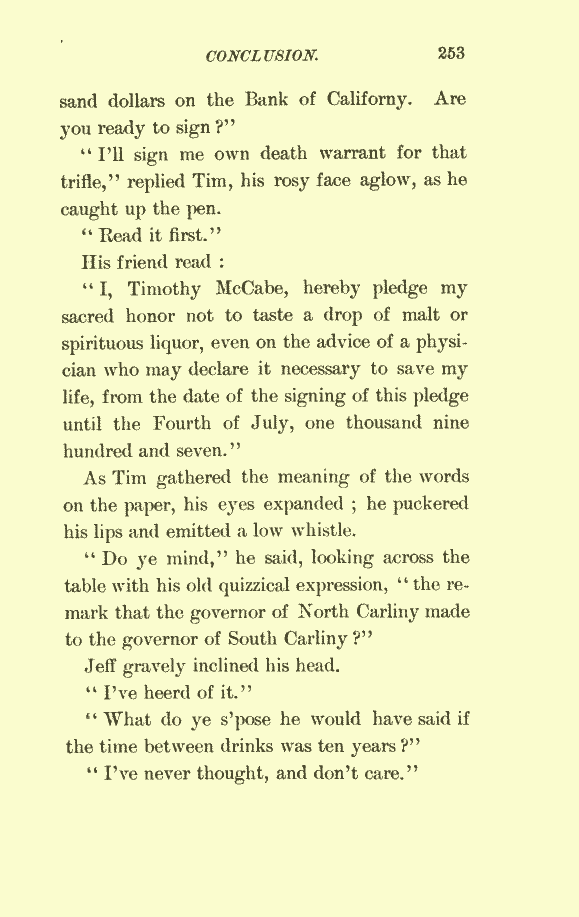 CONCLUSION. 253
sand dollars on the Bank of Californy. Are
you ready to sign?”
“I’ll sign me own death warrant for that
trifle,” replied Tim, his rosy face aglow, as he
caught up the pen.
“Read it first.”
His friend read :
“I, Timothy McCabe, hereby pledge my
sacred honor not to taste a drop of malt or
spirituous liquor, even on the advice of a physi-
cian who may declare it necessary to save my
life, from the date of the signing of this pledge
until the Fourth of July, one thousand nine
hundred and seven.”
As Tim gathered the meaning of the words
on the paper, his eyes expanded ; he puckered
his lips and emitted a low whistle.
“Do ye mind,” he said, looking across the
table with his old quizzical expression, “the re-
mark that the governor of North Carliny made
to the governor of South Carliny?”
Jeff gravely inclined his head.
“I’ve heerd of it.”
“What do ye s’pose he would have said if
the time between drinks was ten years?”
“I’ve never thought, and don’t care.”